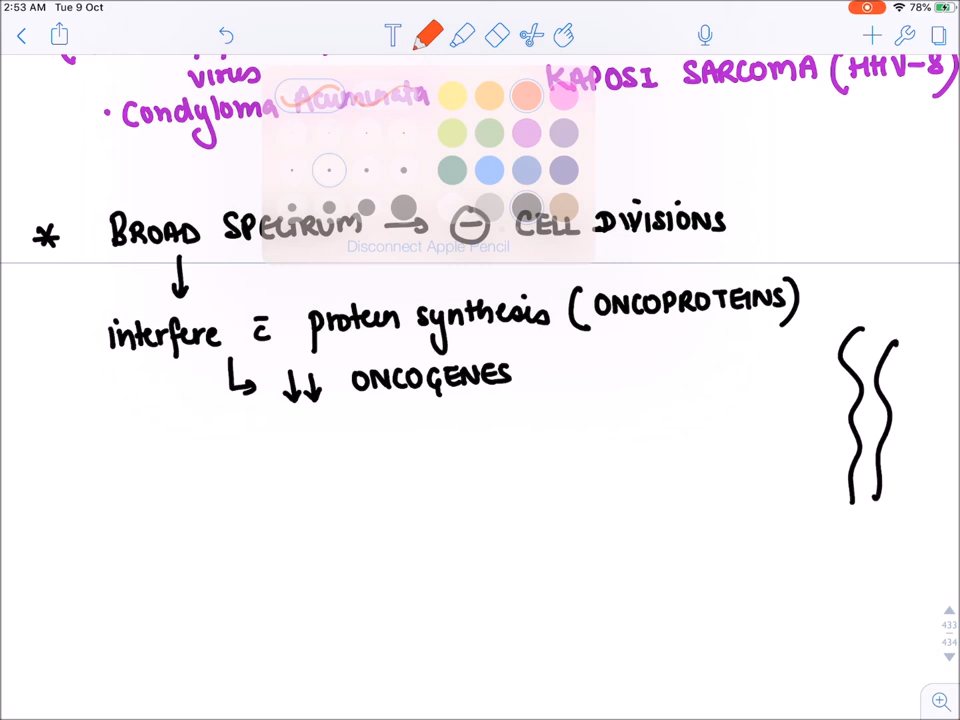 2:53 AM Tue 9 Oct 78%
virus KAPOSI SARCOMA (HHV-8)
• Condyloma Acuminata
* BROAD SPECTRUM → ⊖ CELL DIVISIONS
Disconnect Apple Pencil
↓
interfere c̄ protein synthesis (ONCOPROTEINS)
↳ ↓↓ ONCOGENES
433
434